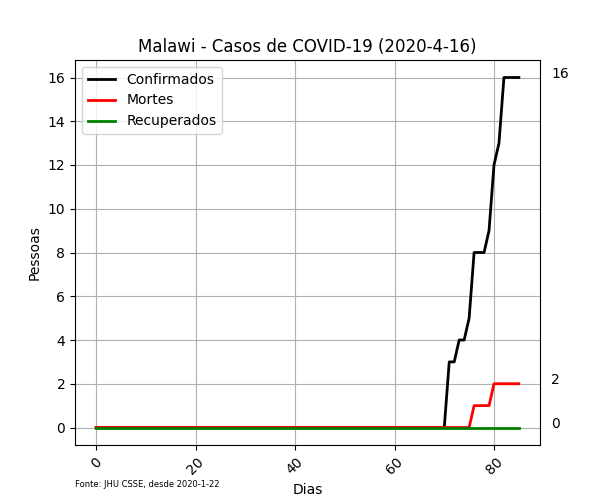 Malawi - Casos de COVID-19 (2020-4-16)
Confirmados
Mortes
Recuperados
16
14
12
10
8
6
4
2
0
Pessoas
16
2
0
0
20
40
60
80
Dias
Fonte: JHU CSSE, desde 2020-1-22